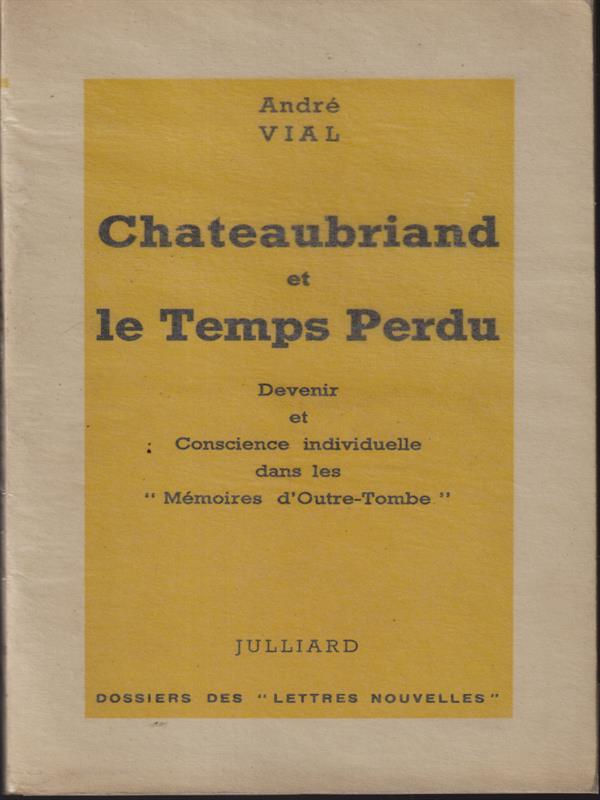 André
VIAL
Chateaubriand
et
le Temps Perdu
Devenir
et
Conscience individuelle
dans les
“ Mémoires d'Outre-Tombe ”
JULLIARD
DOSSIERS DES “ LETTRES NOUVELLES ”